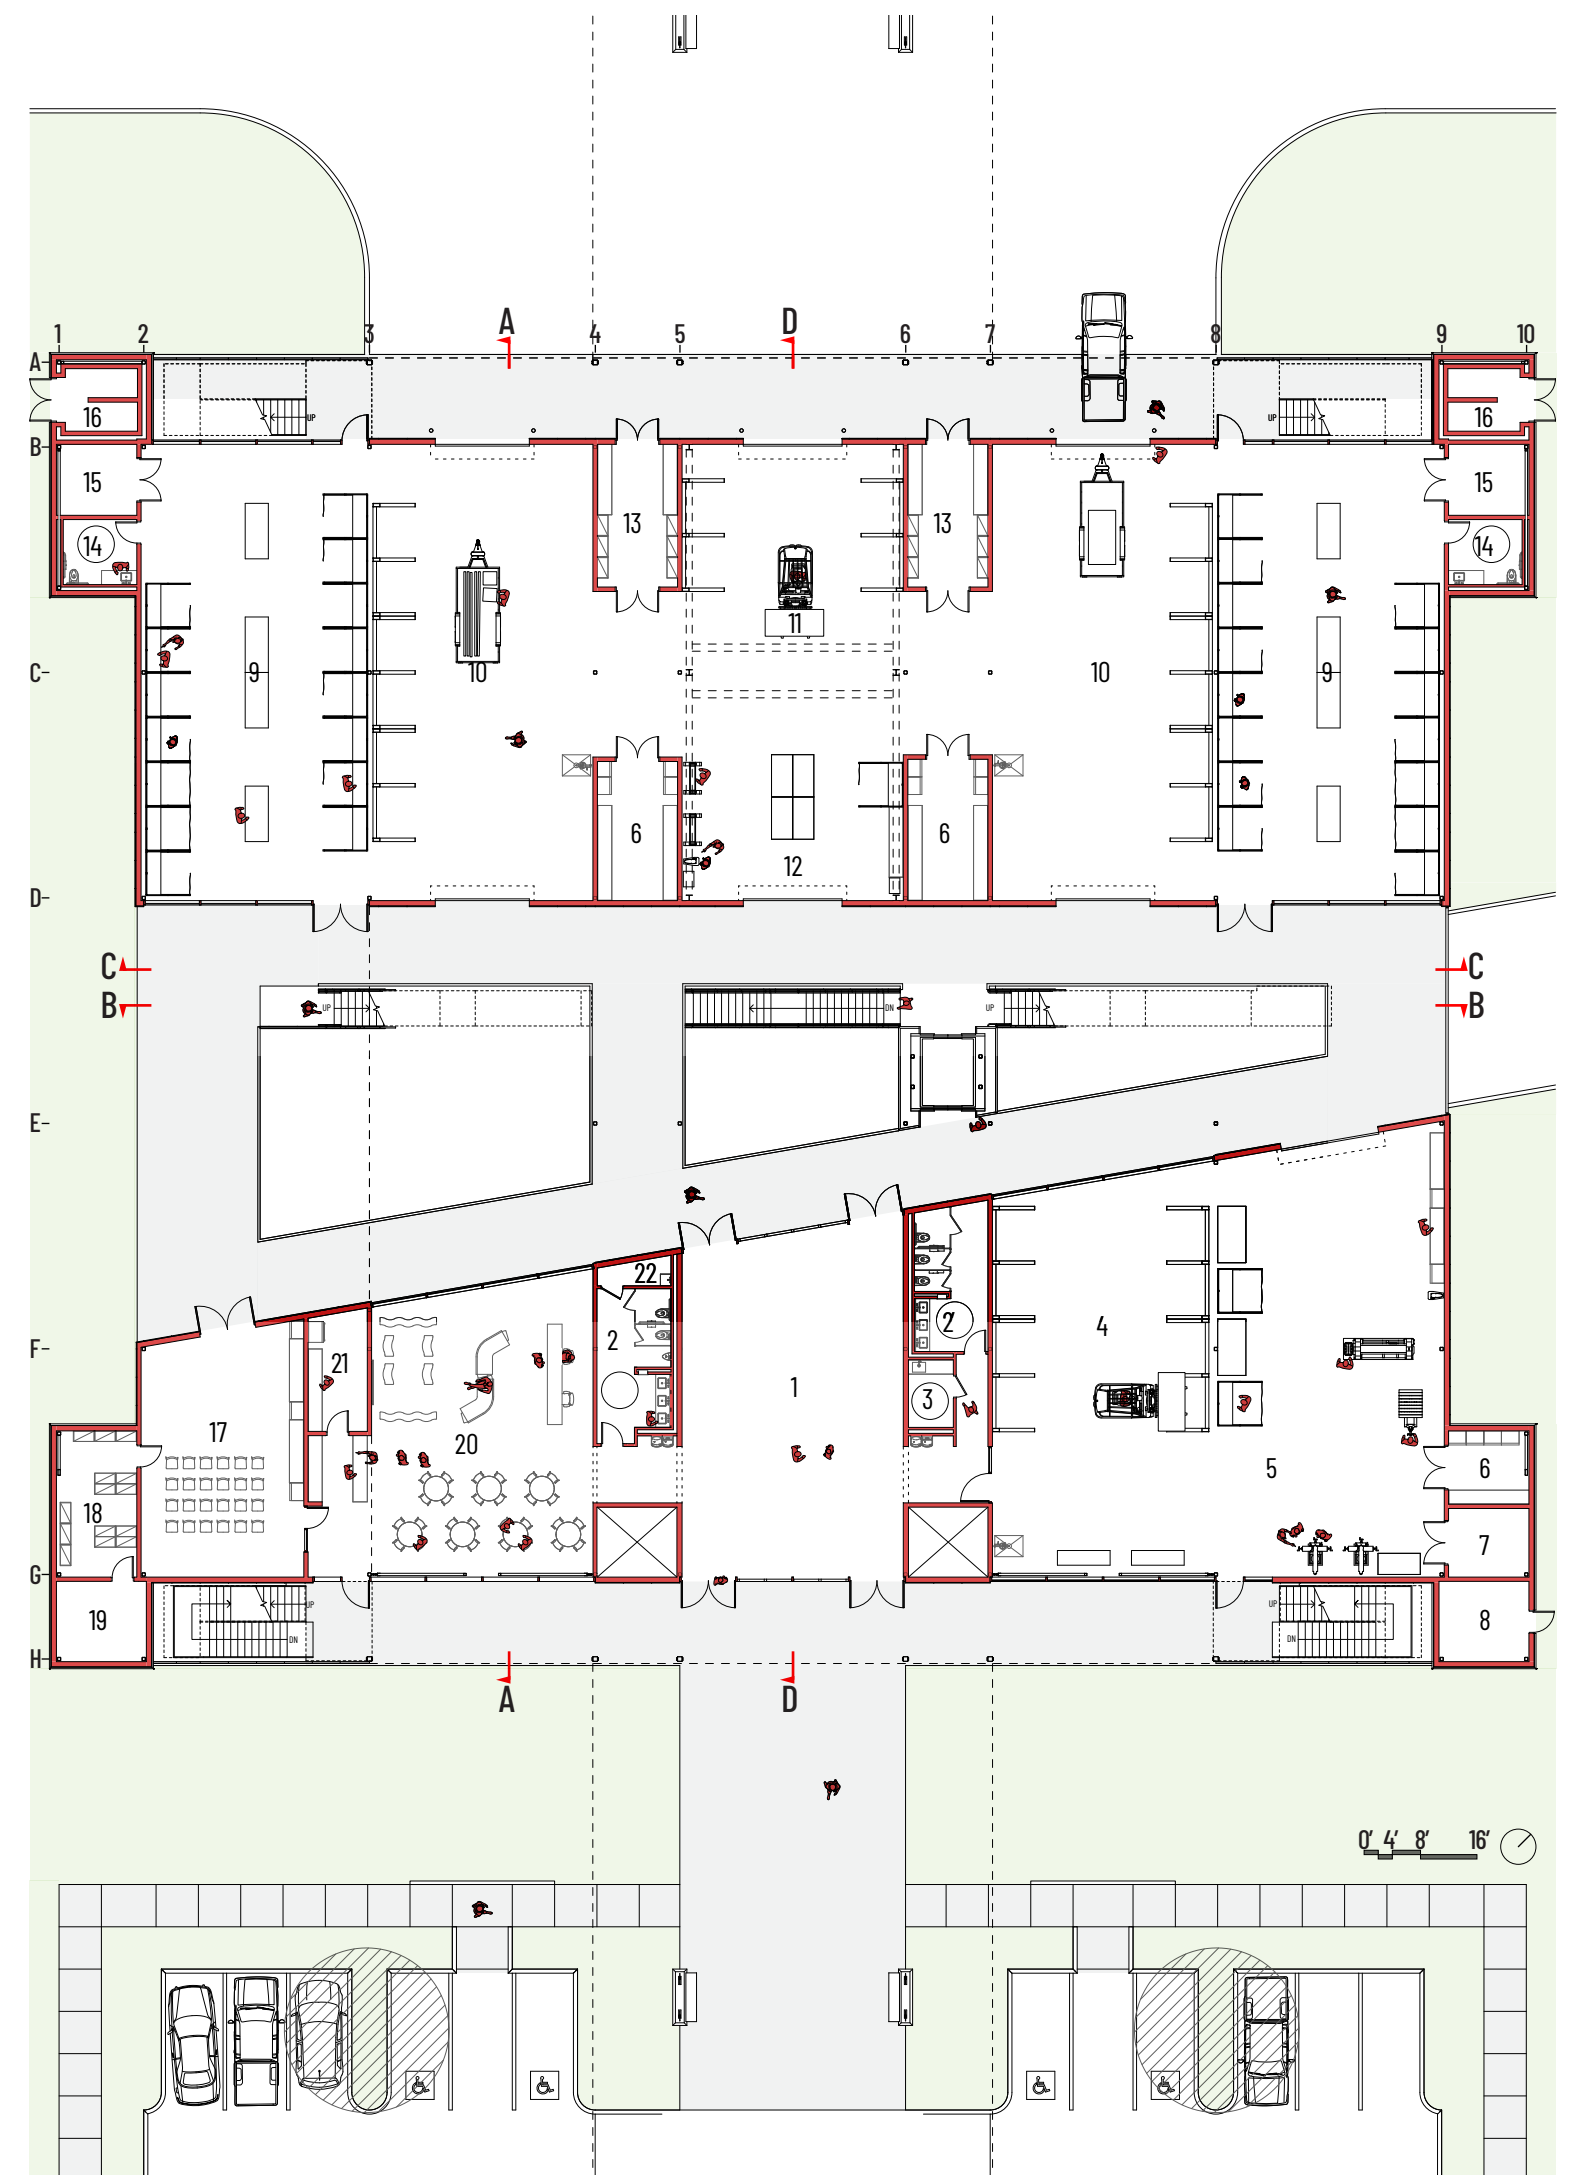 A D
1 2 3 4 5 6 7 8 9 10
A
16 UP UP 16
B
15 15
13 13
14 14
11
C 9 10 10 9
6 6
12
D
C C
B UP DN UP B
E
22
2 2
F 21 4
1
3
17 20
5 6
18
7
G
UP UP
19 8
DN DN
H
A D
0' 4' 8' 16'